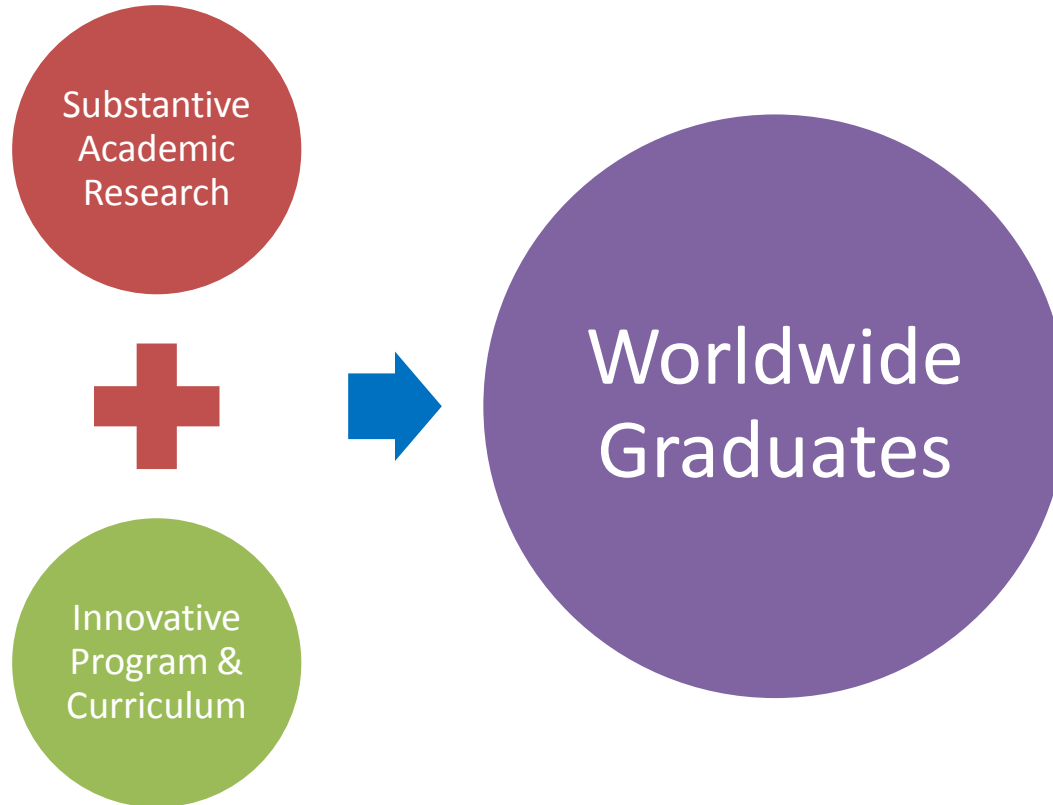 Substantive
Academic
Research
Innovative
Program &
Curriculum
Worldwide
Graduates